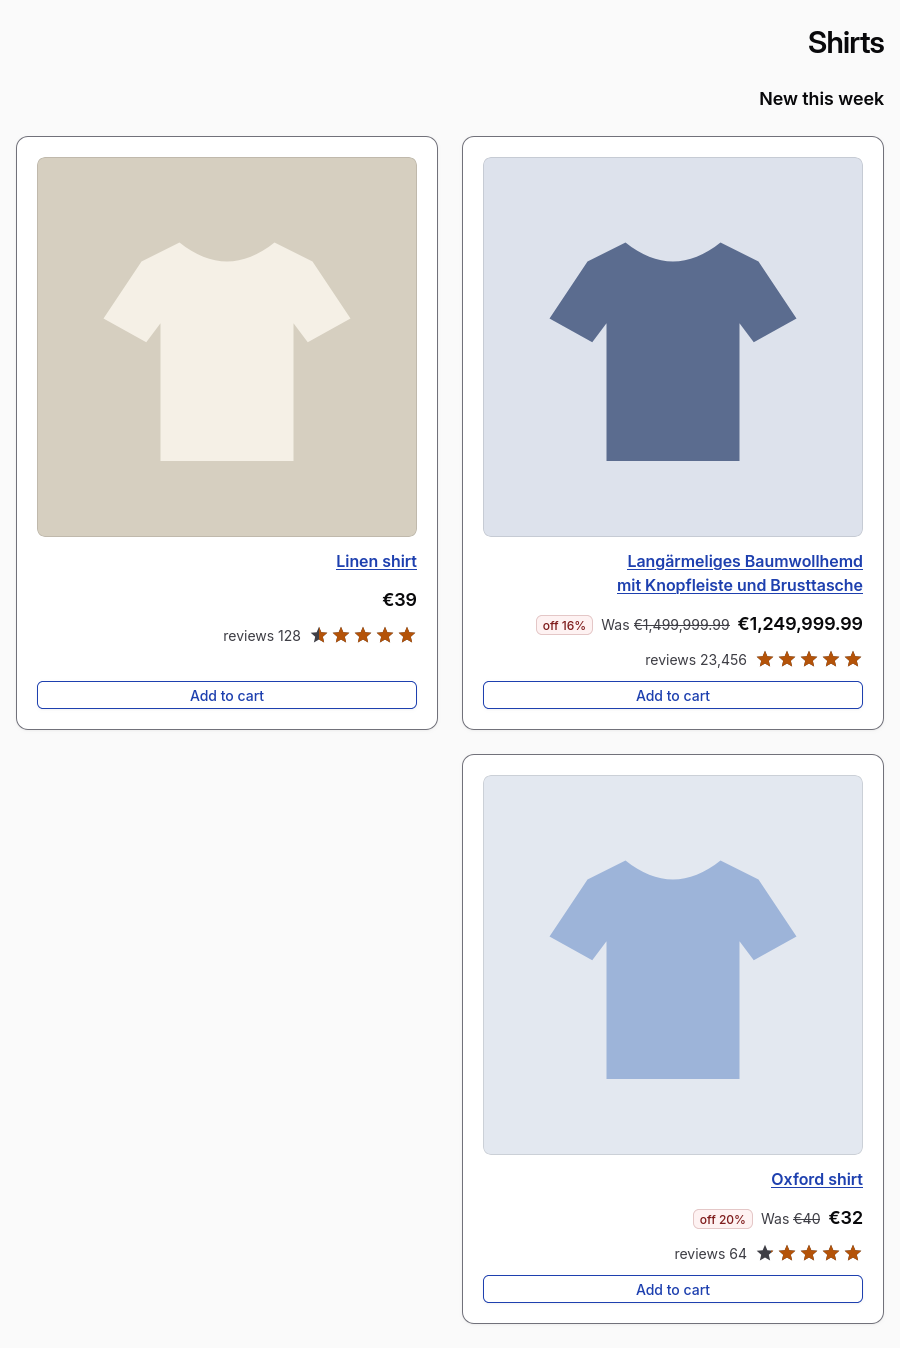 Shirts
New this week
Langärmeliges Baumwollhemd
mit Knopfleiste und Brusttasche
off 16% Was €1,499,999.99 €1,249,999.99
reviews 23,456
Add to cart
Linen shirt
€39
reviews 128
Add to cart
Oxford shirt
off 20% Was €40 €32
reviews 64
Add to cart